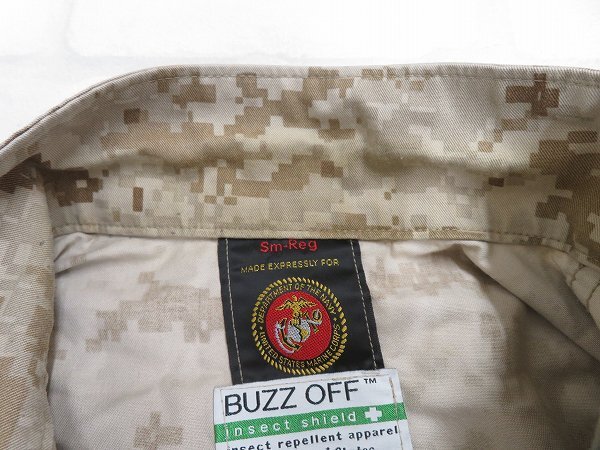 Sm-Reg
MADE EXPRESSLY FOR
DEPARTMENT OF THE NAVY
UNITED STATES MARINE CORPS
BUZZ OFF™
insect shield
insect repellent apparel